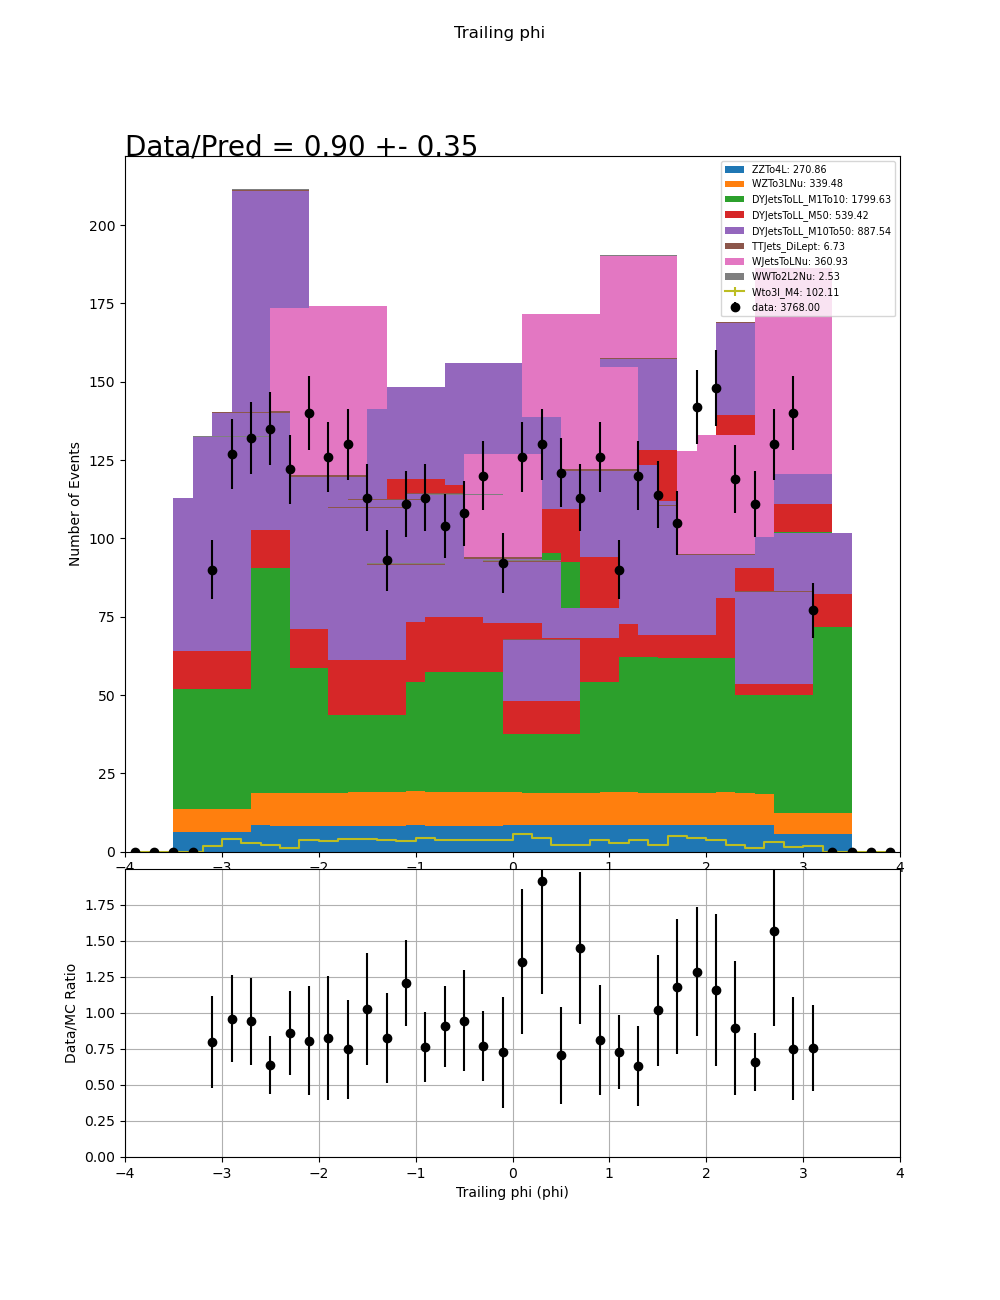 Trailing phi
Data/Pred = 0.90 +- 0.35
Number of Events
200
175
150
125
100
75
50
25
0
ZZTo4L: 270.86
WZTo3LNu: 339.48
DYJetsToLL_M1To10: 1799.63
DYJetsToLL_M50: 539.42
DYJetsToLL_M10To50: 887.54
TTJets_DiLept: 6.73
WJetsToLNu: 360.93
WWTo2L2Nu: 2.53
Wto3l_M4: 102.11
data: 3768.00
−4 −3 −2 −1 0 1 2 3 4
Data/MC Ratio
1.75
1.50
1.25
1.00
0.75
0.50
0.25
0.00
−4 −3 −2 −1 0 1 2 3 4
Trailing phi (phi)